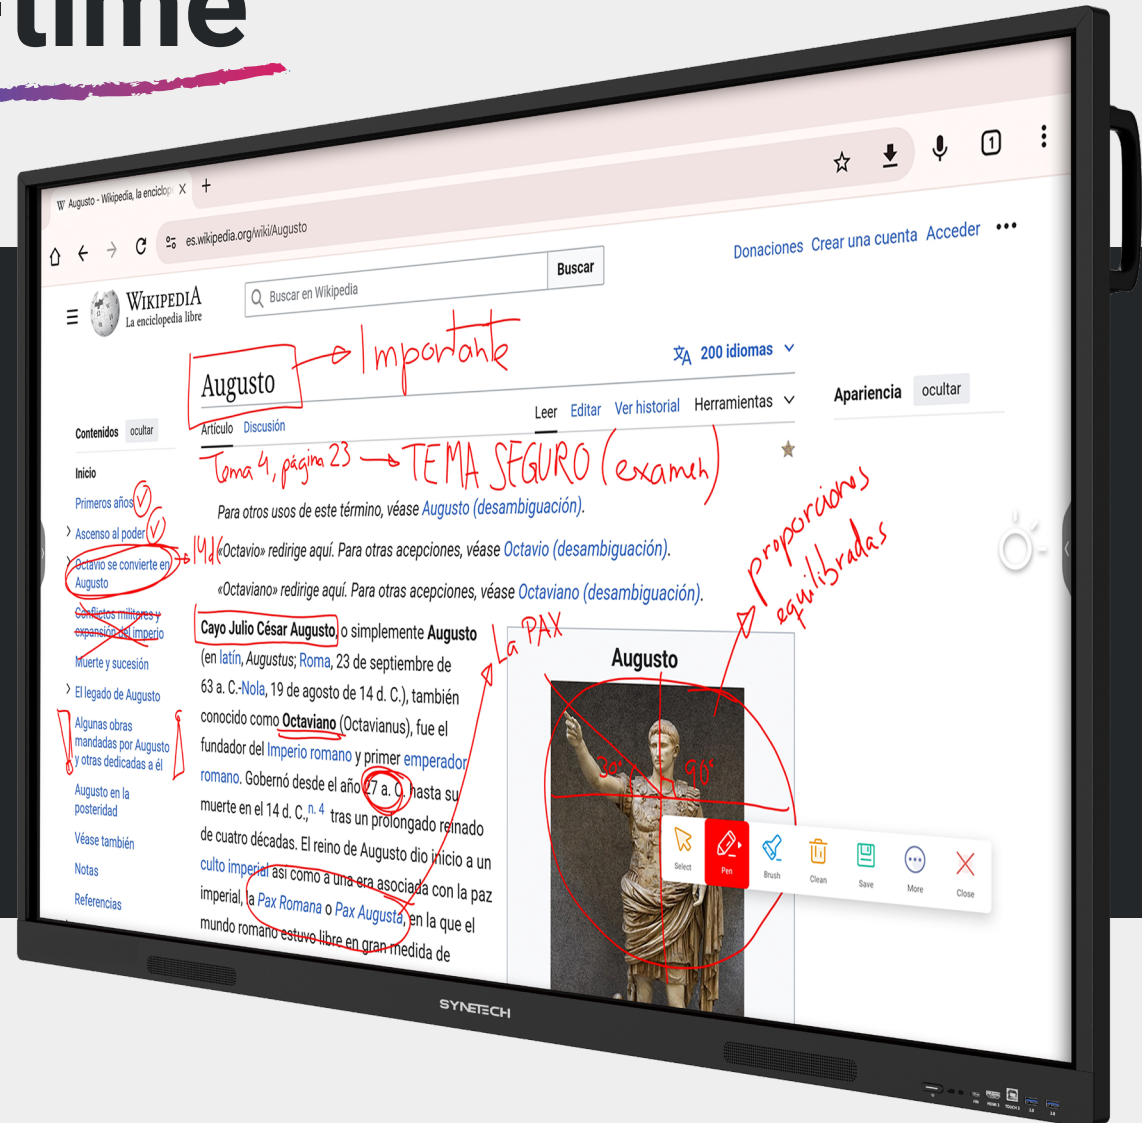 -time
W Augusto - Wikipedia, la enciclop
es.wikipedia.org/wiki/Augusto
1
WIKIPEDIA
La enciclopedia libre
Buscar en Wikipedia
Buscar
Donaciones Crear una cuenta Acceder
Importante
Augusto
200 idiomas
Artículo Discusión
Leer Editar Ver historial Herramientas
Apariencia ocultar
Tema 4, página 23 → TEMA SEGURO (examen)
Contenidos ocultar
Inicio
Primeros años
Ascenso al poder
Octavio se convierte en
Augusto
Conflictos militares y
expansión del imperio
Muerte y sucesión
El legado de Augusto
Algunas obras
mandadas por Augusto
y otras dedicadas a él
Augusto en la
posteridad
Véase también
Notas
Referencias
Para otros usos de este término, véase Augusto (desambiguación).
«Octavio» redirige aquí. Para otras acepciones, véase Octavio (desambiguación).
«Octaviano» redirige aquí. Para otras acepciones, véase Octaviano (desambiguación).
Cayo Julio César Augusto, o simplemente Augusto
(en latín, Augustus; Roma, 23 de septiembre de
63 a. C.-Nola, 19 de agosto de 14 d. C.), también
conocido como Octaviano (Octavianus), fue el
fundador del Imperio romano y primer emperador
romano. Gobernó desde el año 27 a. C. hasta su
muerte en el 14 d. C.,n. 4 tras un prolongado reinado
de cuatro décadas. El reino de Augusto dio inicio a un
culto imperial así como a una era asociada con la paz
imperial, la Pax Romana o Pax Augusta, en la que el
mundo romano estuvo libre en gran medida de
La PAX
proporciones
equilibradas
Augusto
30° 90°
Select
Pen
Brush
Clean
Save
More
Close
SYNETECH